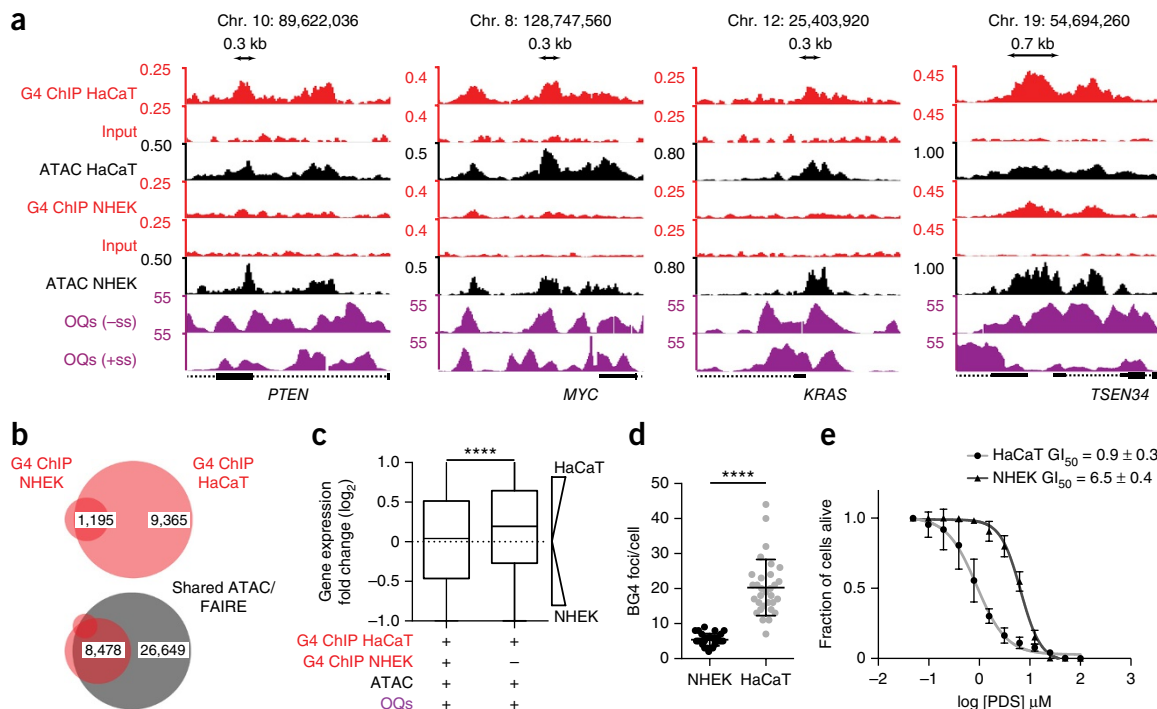 a
Chr. 10: 89,622,036 Chr. 8: 128,747,560 Chr. 12: 25,403,920 Chr. 19: 54,694,260
0.3 kb 0.3 kb 0.3 kb 0.7 kb
G4 ChIP HaCaT 0.25 0.4 0.25 0.45
Input 0.25 0.4 0.25 0.45
ATAC HaCaT 0.50 0.5 0.80 1.00
G4 ChIP NHEK 0.25 0.4 0.25 0.45
Input 0.25 0.4 0.25 0.45
ATAC NHEK 0.50 0.5 0.80 1.00
OQs (–ss) 55 55 55 55
OQs (+ss) 55 55 55 55
PTEN MYC KRAS TSEN34
b
G4 ChIP NHEK
G4 ChIP HaCaT
1,195 9,365
Shared ATAC/
FAIRE
8,478 26,649
c
****
HaCaT
NHEK
Gene expression
fold change (log2)
1.0
0.5
0
–0.5
–1.0
G4 ChIP HaCaT + +
G4 ChIP NHEK + –
ATAC + +
OQs + +
d
****
BG4 foci/cell
50
40
30
20
10
0
NHEK HaCaT
e
HaCaT GI50 = 0.9 ± 0.3
NHEK GI50 = 6.5 ± 0.4
Fraction of cells alive
1.0
0.5
0
–2 –1 0 1 2 3
log [PDS] μM